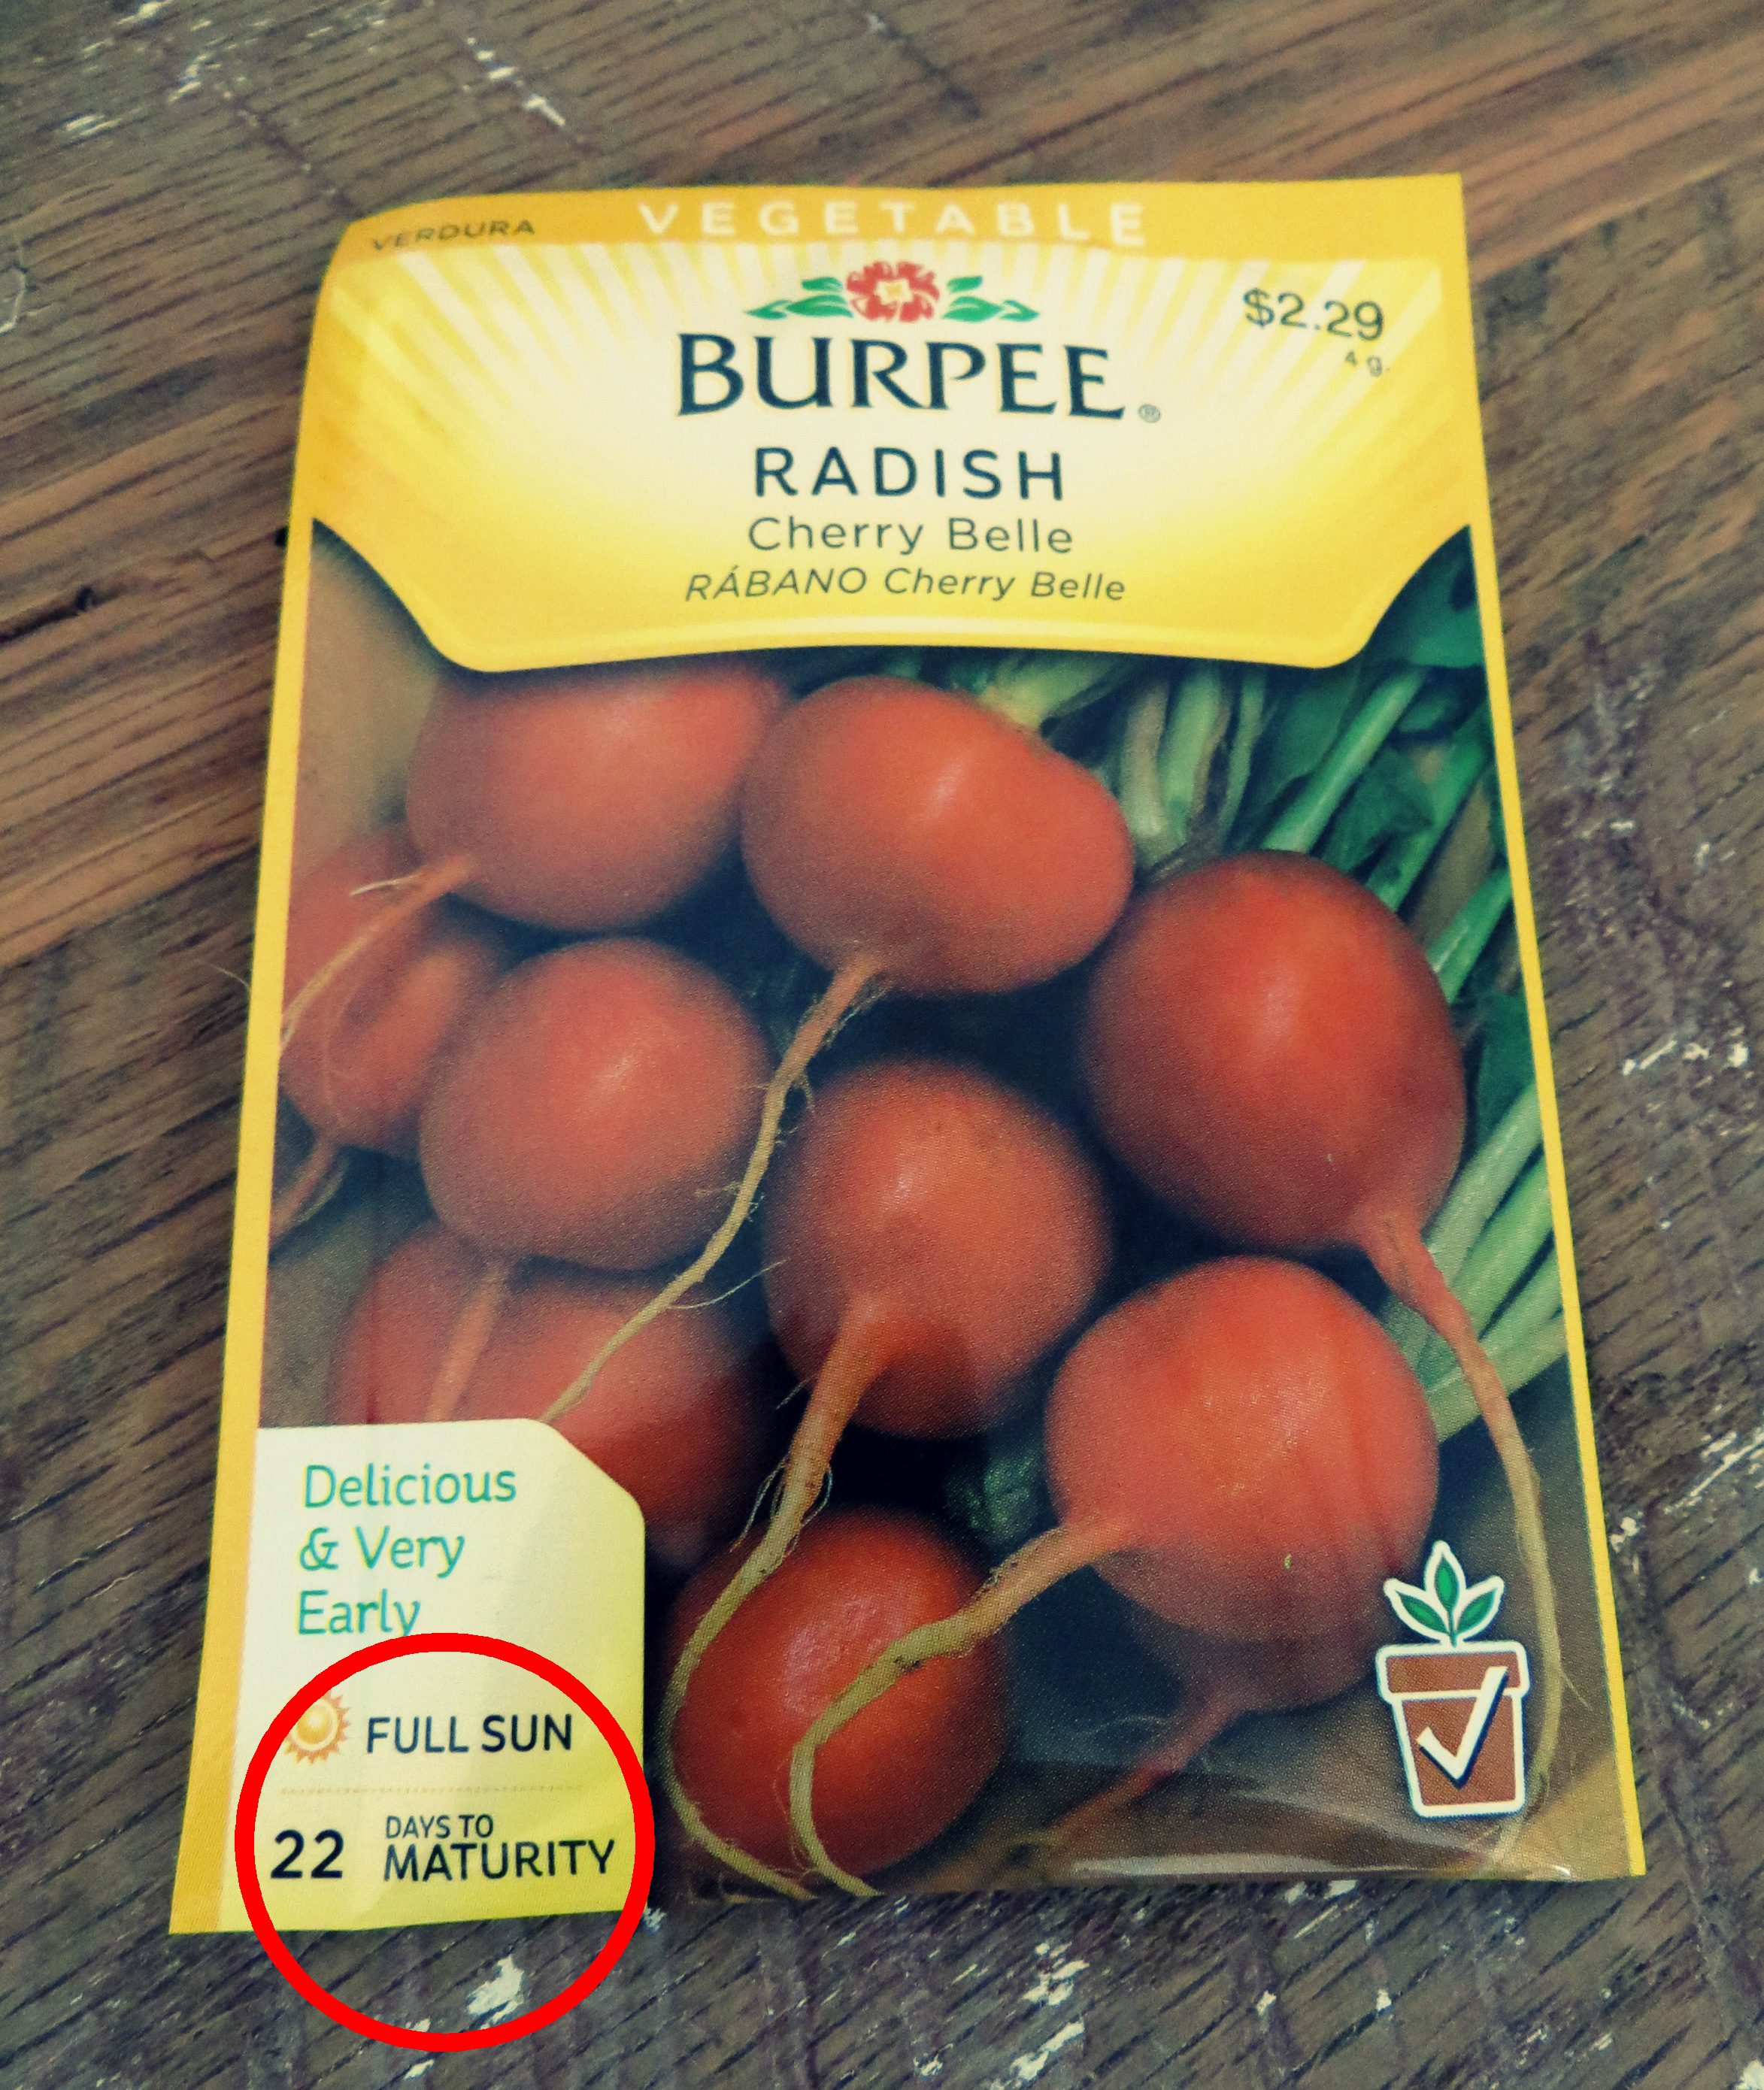 VERDURA
VEGETABLE
$2.29
4 g.
BURPEE®
RADISH
Cherry Belle
RÁBANO Cherry Belle
Delicious
& Very
Early
FULL SUN
22 DAYS TO
MATURITY